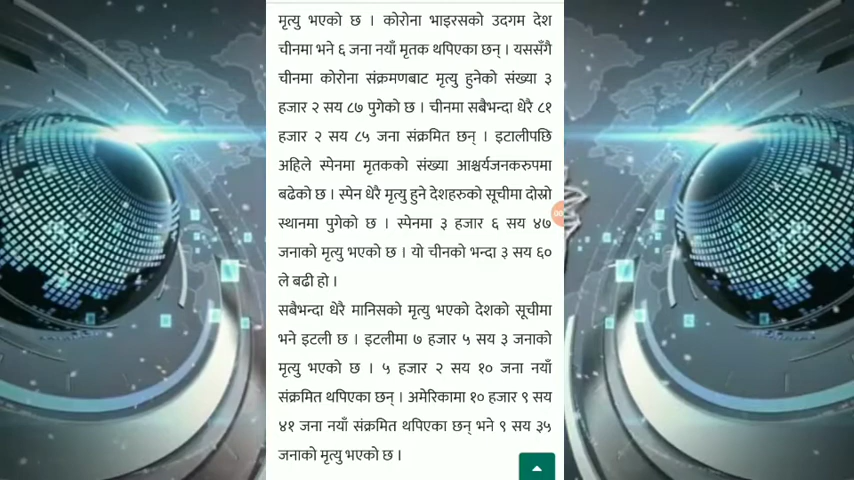 मृत्यु भएको छ । कोरोना भाइरसको उदगम देश
चीनमा भने ६ जना नयाँ मृतक थपिएका छन् । यससँगै
चीनमा कोरोना संक्रमणबाट मृत्यु हुनेको संख्या ३
हजार २ सय ८७ पुगेको छ । चीनमा सबैभन्दा धेरै ८१
हजार २ सय ८५ जना संक्रमित छन् । इटालीपछि
अहिले स्पेनमा मृतकको संख्या आश्चर्यजनकरुपमा
बढेको छ । स्पेन धेरै मृत्यु हुने देशहरुको सूचीमा दोस्रो
स्थानमा पुगेको छ । स्पेनमा ३ हजार ६ सय ४७
जनाको मृत्यु भएको छ । यो चीनको भन्दा ३ सय ६०
ले बढी हो ।
सबैभन्दा धेरै मानिसको मृत्यु भएको देशको सूचीमा
भने इटली छ । इटलीमा ७ हजार ५ सय ३ जनाको
मृत्यु भएको छ । ५ हजार २ सय १० जना नयाँ
संक्रमित थपिएका छन् । अमेरिकामा १० हजार ९ सय
४१ जना नयाँ संक्रमित थपिएका छन् भने ९ सय ३५
जनाको मृत्यु भएको छ ।